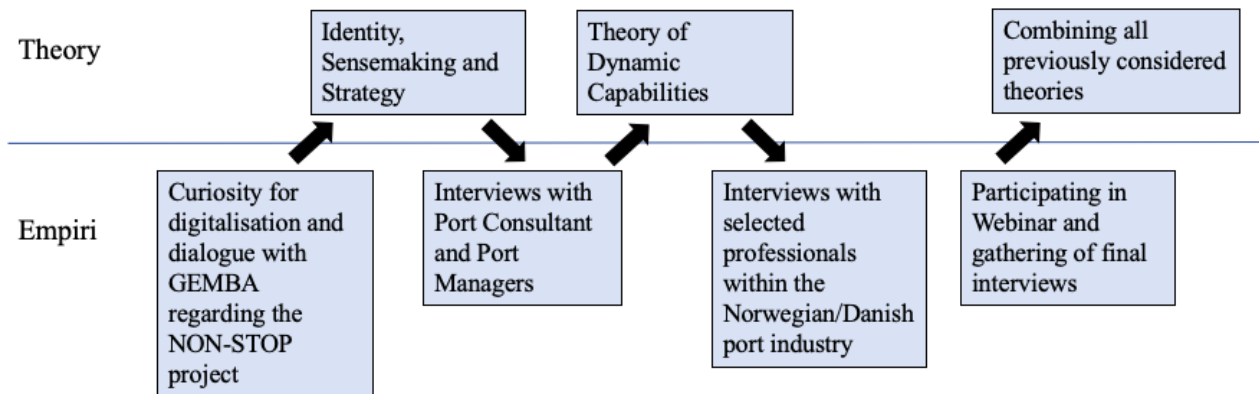 Theory
Identity,
Sensemaking and
Strategy
Theory of
Dynamic
Capabilities
Combining all
previously considered
theories
Empiri
Curiosity for
digitalisation and
dialogue with
GEMBA
regarding the
NON-STOP
project
Interviews with
Port Consultant
and Port
Managers
Interviews with
selected
professionals
within the
Norwegian/Danish
port industry
Participating in
Webinar and
gathering of final
interviews